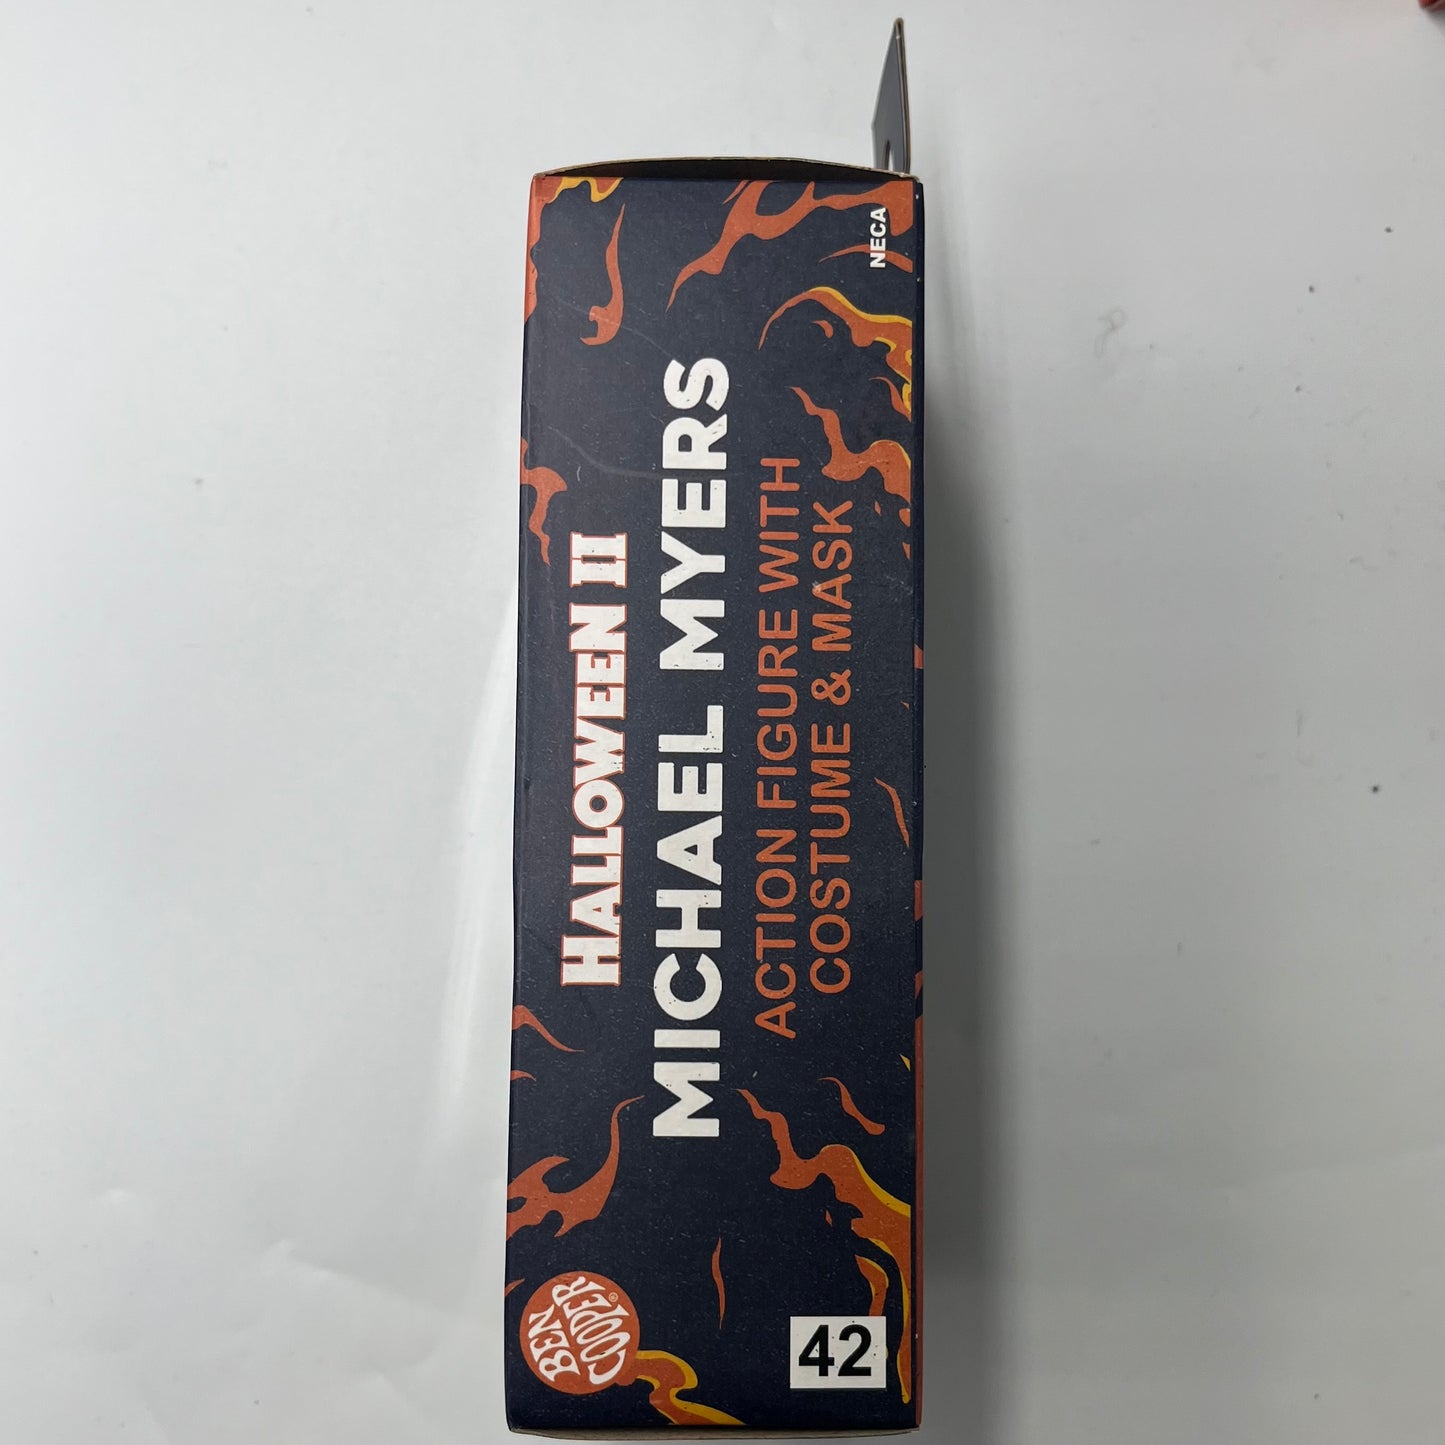 HALLOWEEN II
MICHAEL MYERS
ACTION FIGURE WITH
COSTUME & MASK
NECA
BEN
COOPER®
42